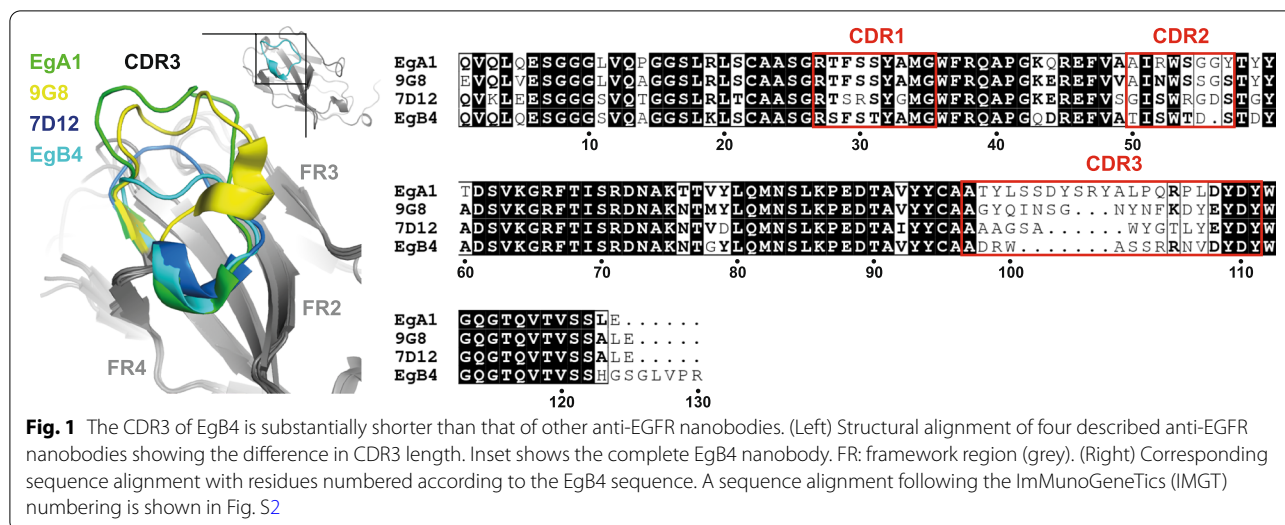 EgA1
9G8
7D12
EgB4
CDR3
FR3
FR2
FR4
CDR1
CDR2
EgA1 QVQLQESGGGLVQPGGSLRLSCAASGRTFSSYAMGWFRQAPGKQREFVAAIRWSGGYTYY
9G8 EVQLVESGGGLVQAGGSLRLSCAASGRTFSSYAMGWFRQAPGKEREFVVAINWSSGSTYY
7D12 QVKLEESGGGSVQTGGSLRLTCAASGRTSRSYGMGWFRQAPGKEREFVSGISWRGDSTGY
EgB4 QVQLQESGGGLVQAGGSLKLSCAASGRSFSTYAMGWFRQAPGQDREFVATISWTD.STDY
10 20 30 40 50
CDR3
EgA1 TDSVKGRFTISRDNAKTTVYLQMNSLKPEDTAVYYCAATYLSSDYSRYALPQRPLDYDYW
9G8 ADSVKGRFTISRDNAKNTMYLQMNSLKPEDTAVYYCAAGYQINSG...NYNFKDYEYDYW
7D12 ADSVKGRFTISRDNAKNTVDLQMNSLKPEDTAIYYCAAAAGSA.....WYGTLYEYDYW
EgB4 ADSVKGRFTISRDNAKNTGYLQMNSLKPEDTAVYYCAADRW.......ASSRRNVDYDYW
60 70 80 90 100 110
EgA1 GQGTQVTVSSLE......
9G8 GQGTQVTVSSALE.....
7D12 GQGTQVTVSSALE.....
EgB4 GQGTQVTVSSHGSGLVPR
120 130
Fig. 1 The CDR3 of EgB4 is substantially shorter than that of other anti-EGFR nanobodies. (Left) Structural alignment of four described anti-EGFR
nanobodies showing the difference in CDR3 length. Inset shows the complete EgB4 nanobody. FR: framework region (grey). (Right) Corresponding
sequence alignment with residues numbered according to the EgB4 sequence. A sequence alignment following the ImMunoGeneTics (IMGT)
numbering is shown in Fig. S2